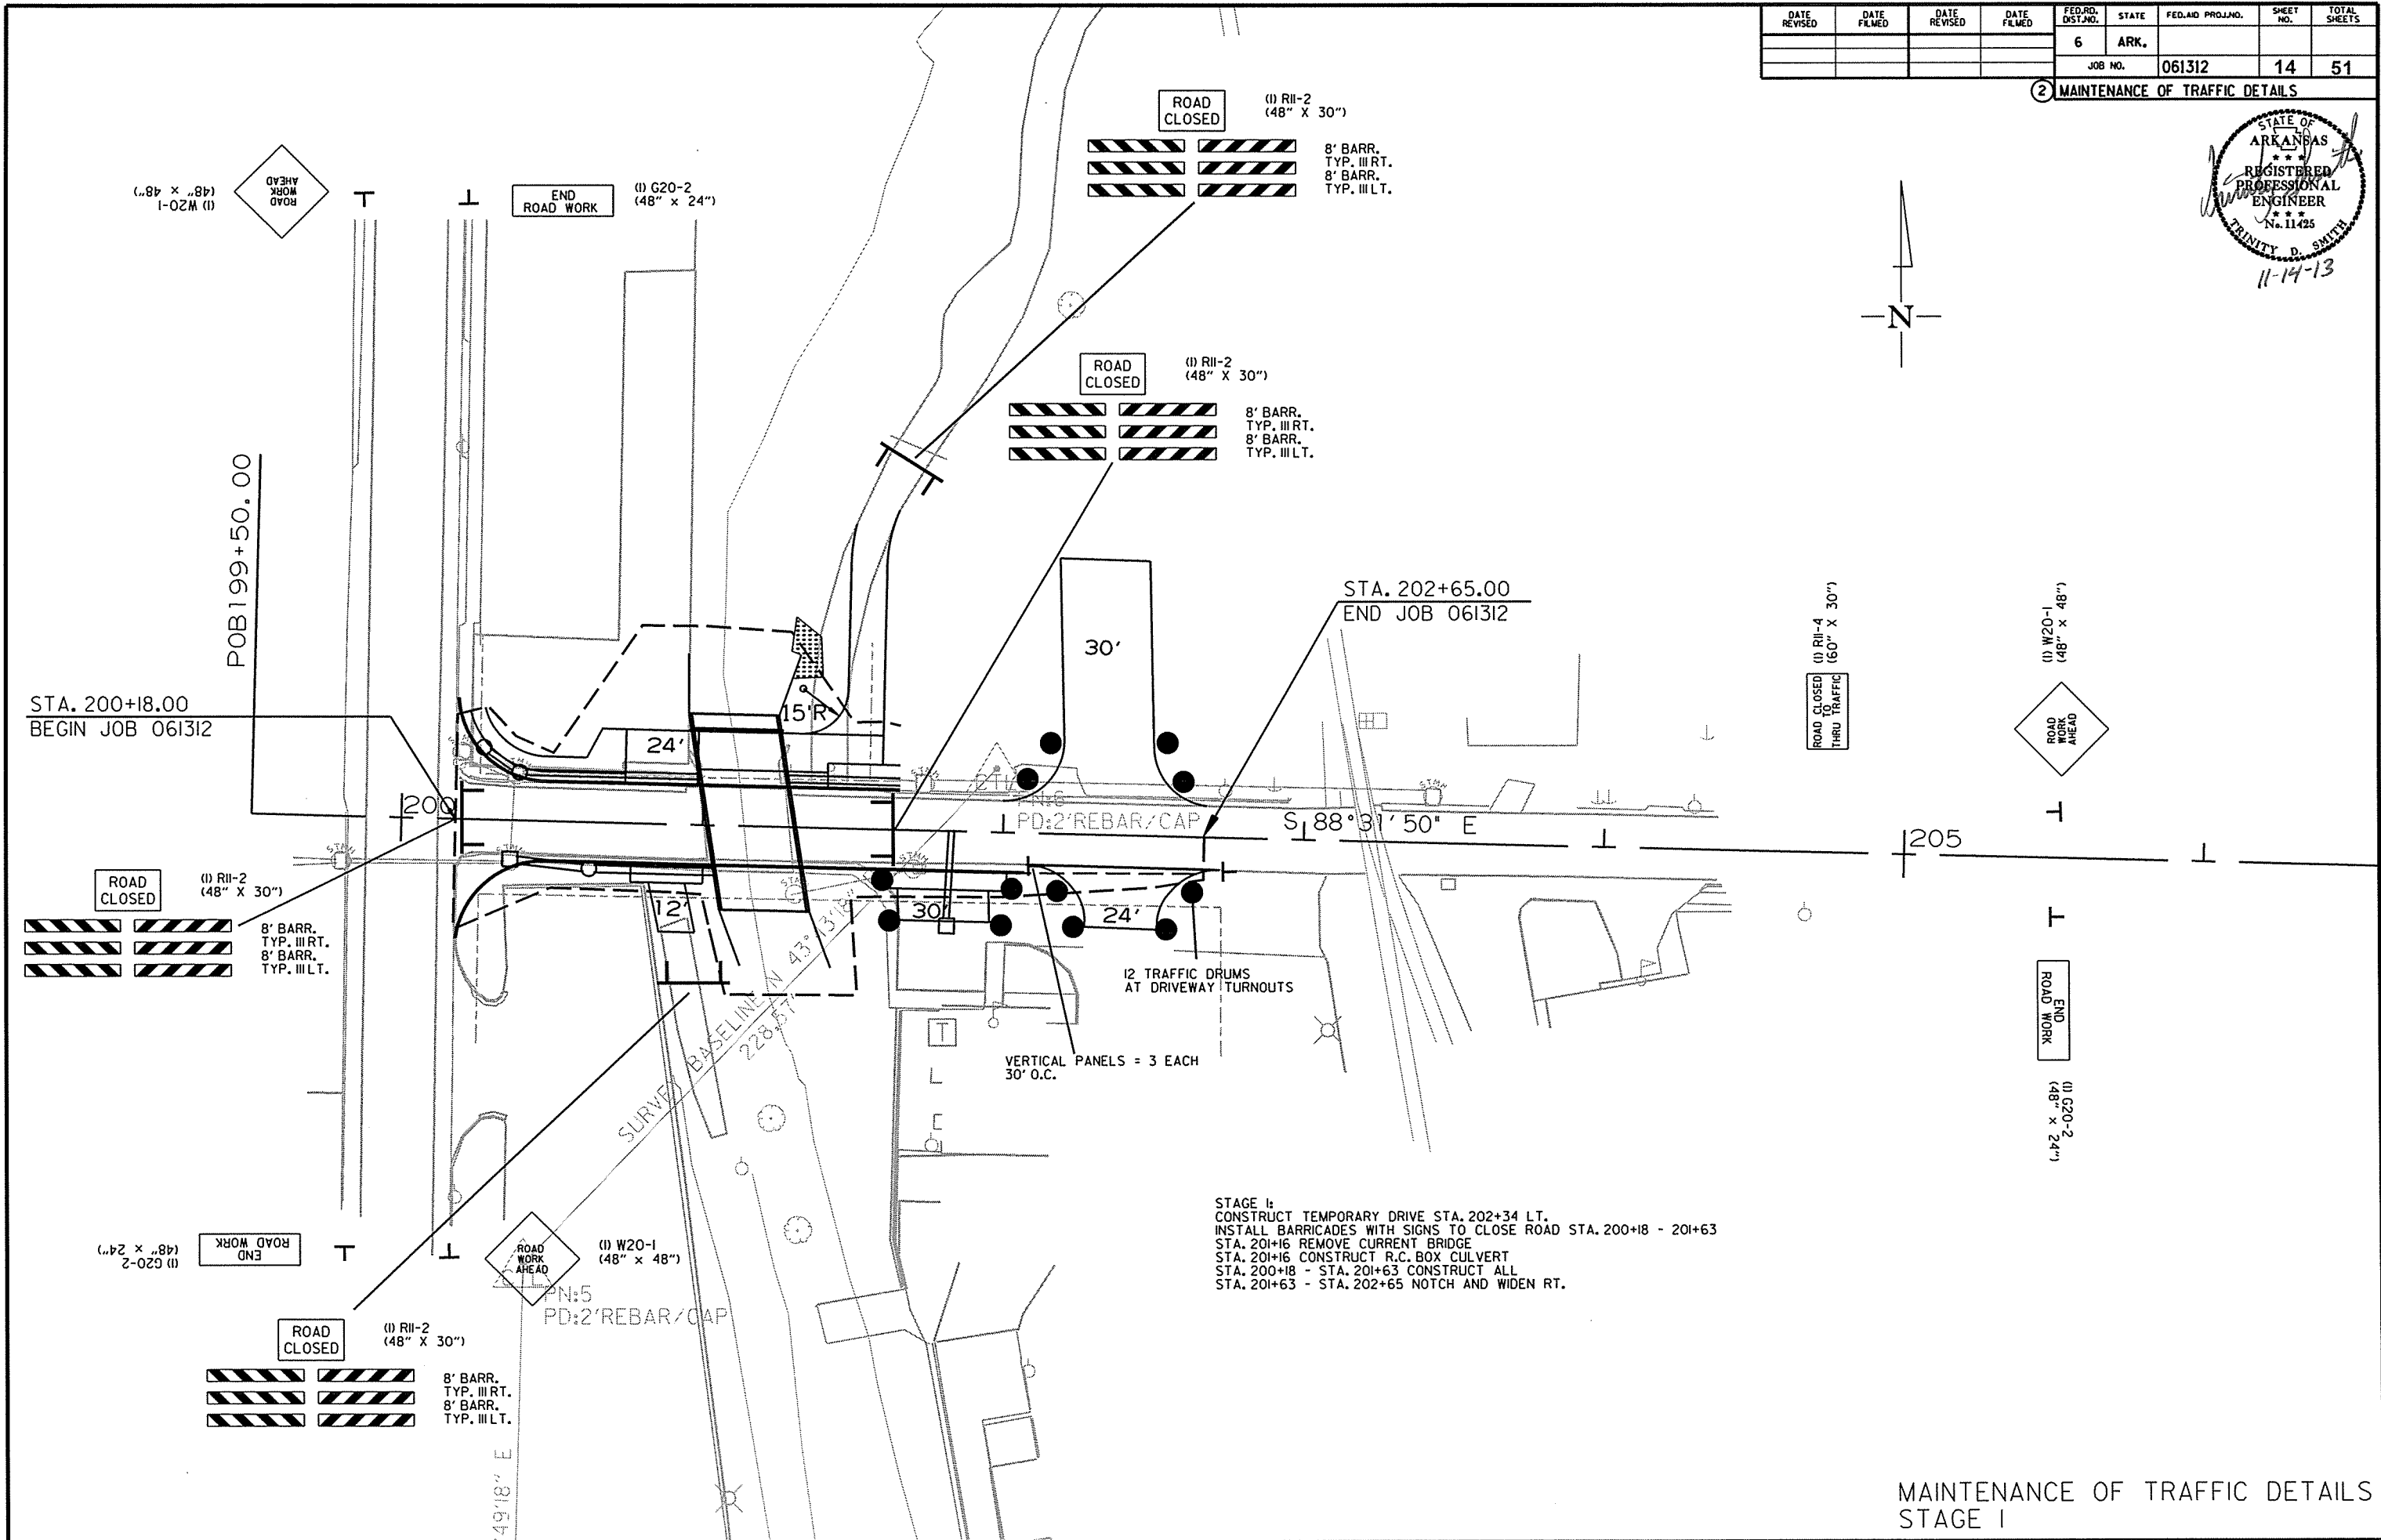 DATE REVISED
DATE FILMED
DATE REVISED
DATE FILMED
FED.RD. DIST.NO.
STATE
FED.AID PROJ.NO.
SHEET NO.
TOTAL SHEETS
6
ARK.
JOB NO.
061312
14
51
2 MAINTENANCE OF TRAFFIC DETAILS
STATE OF
ARKANSAS
★ ★ ★
REGISTERED
PROFESSIONAL
ENGINEER
★ ★ ★
No. 11425
TRINITY D. SMITH
11-14-13
N
ROAD
CLOSED
(1) R11-2
(48" X 30")
8' BARR.
TYP. III RT.
8' BARR.
TYP. III LT.
ROAD
WORK
AHEAD
(1) W20-1
(48" x 48")
END
ROAD WORK
(1) G20-2
(48" x 24")
ROAD
CLOSED
(1) R11-2
(48" X 30")
8' BARR.
TYP. III RT.
8' BARR.
TYP. III LT.
POB199+50.00
STA. 200+18.00
BEGIN JOB 061312
STA. 202+65.00
END JOB 061312
30'
15'R
24'
200
CTL
PN:6
PD:2'REBAR/CAP
S 88°31'50" E
205
ROAD CLOSED
TO
THRU TRAFFIC
(1) R11-4
(60" X 30")
(1) W20-1
(48" x 48")
ROAD
WORK
AHEAD
END
ROAD WORK
(1) G20-2
(48" x 24")
ROAD
CLOSED
(1) R11-2
(48" X 30")
8' BARR.
TYP. III RT.
8' BARR.
TYP. III LT.
12'
30'
24'
12 TRAFFIC DRUMS
AT DRIVEWAY TURNOUTS
VERTICAL PANELS = 3 EACH
30' O.C.
SURVEY BASELINE N 43°13'18"
228.57'
T
L
STAGE 1:
CONSTRUCT TEMPORARY DRIVE STA. 202+34 LT.
INSTALL BARRICADES WITH SIGNS TO CLOSE ROAD STA. 200+18 - 201+63
STA. 201+16 REMOVE CURRENT BRIDGE
STA. 201+16 CONSTRUCT R.C. BOX CULVERT
STA. 200+18 - STA. 201+63 CONSTRUCT ALL
STA. 201+63 - STA. 202+65 NOTCH AND WIDEN RT.
END
ROAD WORK
(1) G20-2
(48" x 24")
ROAD
WORK
AHEAD
(1) W20-1
(48" x 48")
PN:5
PD:2'REBAR/CAP
ROAD
CLOSED
(1) R11-2
(48" X 30")
8' BARR.
TYP. III RT.
8' BARR.
TYP. III LT.
49'18" E
MAINTENANCE OF TRAFFIC DETAILS
STAGE 1